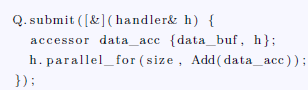 Q.submit([&](handler& h) {
accessor data_acc {data_buf, h};
h.parallel_for(size, Add(data_acc));
});